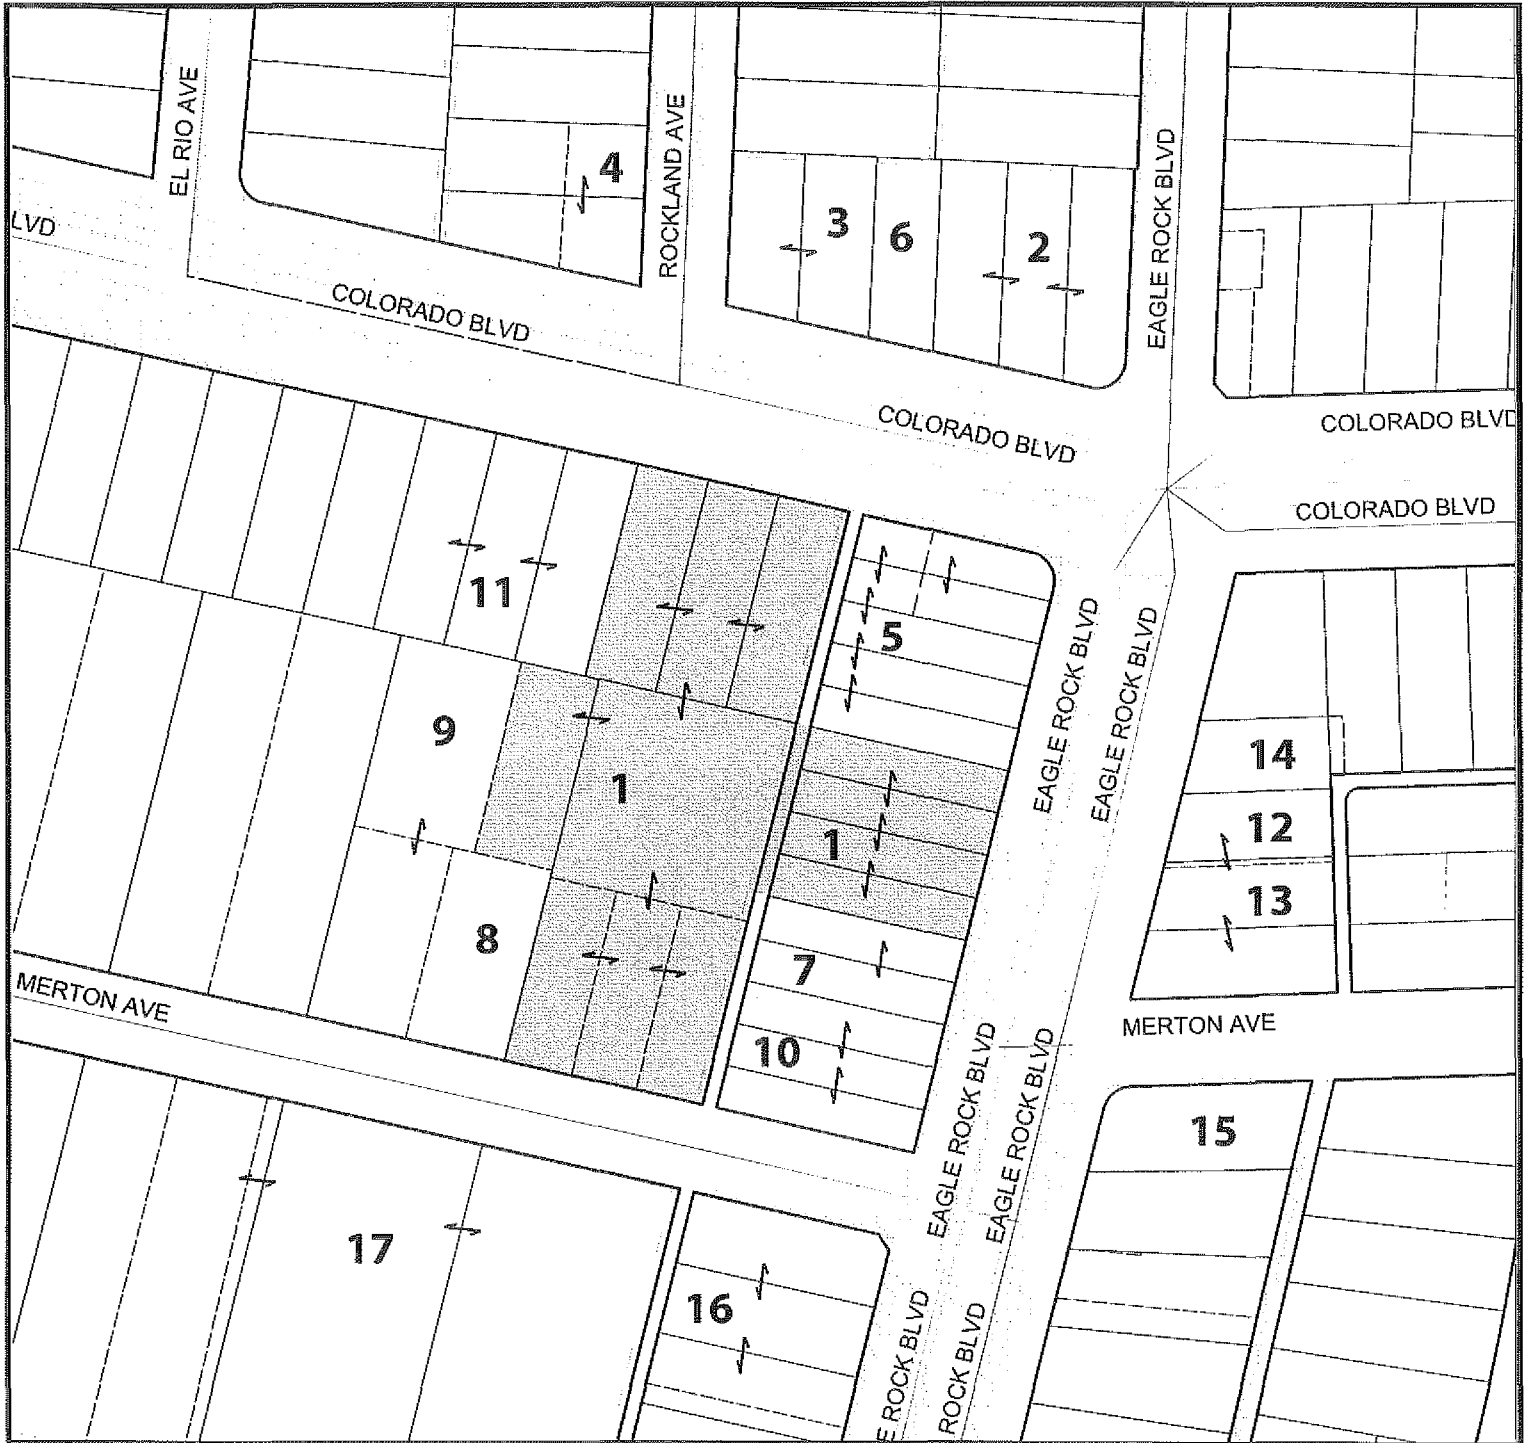 EL RIO AVE
4
ROCKLAND AVE
3
6
2
EAGLE ROCK BLVD
LVD
COLORADO BLVD
COLORADO BLVD
COLORADO BLVD
COLORADO BLVD
11
5
EAGLE ROCK BLVD
EAGLE ROCK BLVD
9
1
1
14
12
13
8
7
10
MERTON AVE
MERTON AVE
EAGLE ROCK BLVD
EAGLE ROCK BLVD
15
17
16
E ROCK BLVD
ROCK BLVD